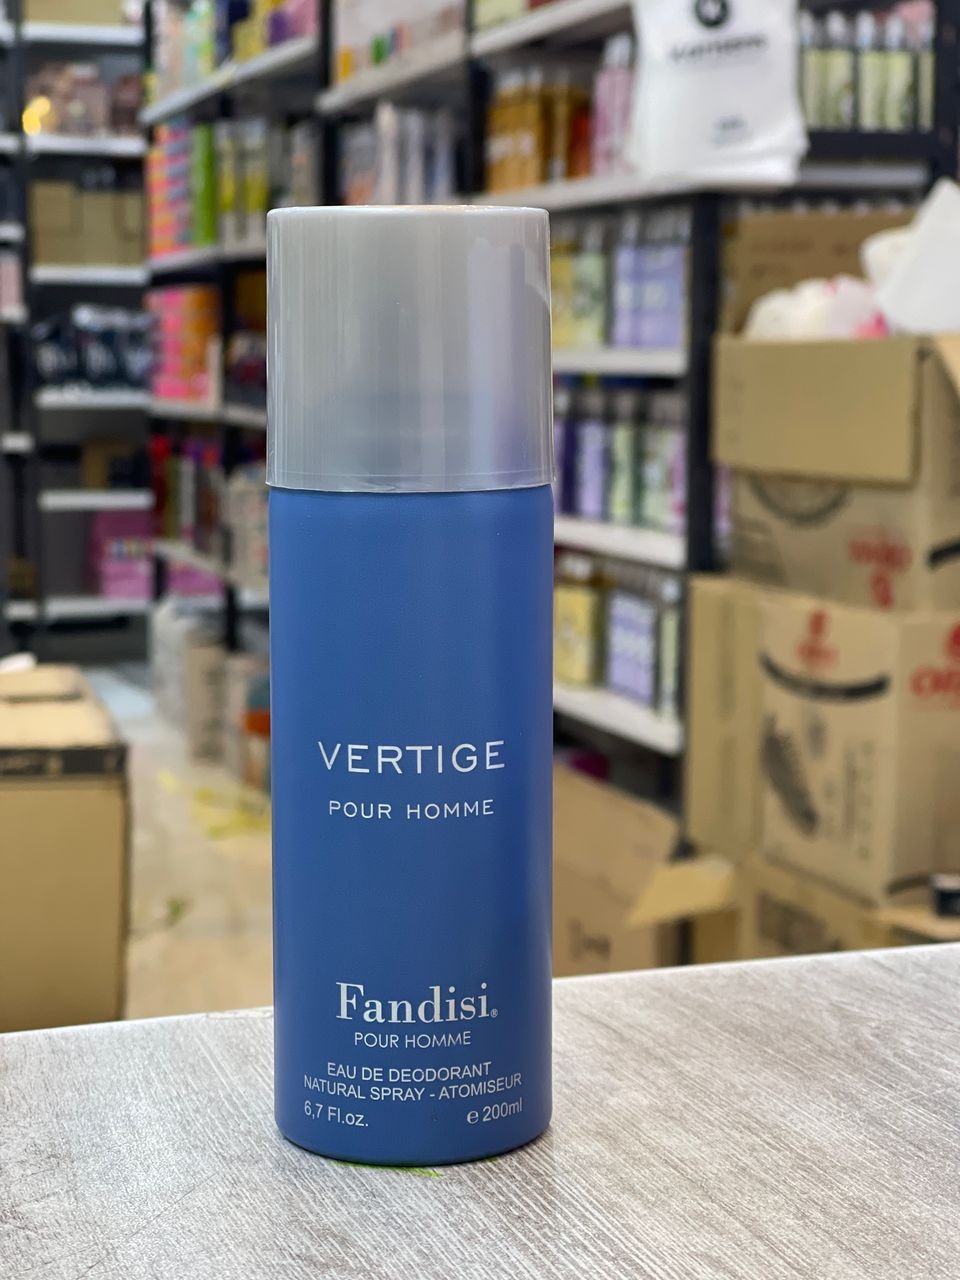 VERTIGE
POUR HOMME
Fandisi®
POUR HOMME
EAU DE DEODORANT
NATURAL SPRAY - ATOMISEUR
6,7 Fl.oz. ℮ 200ml